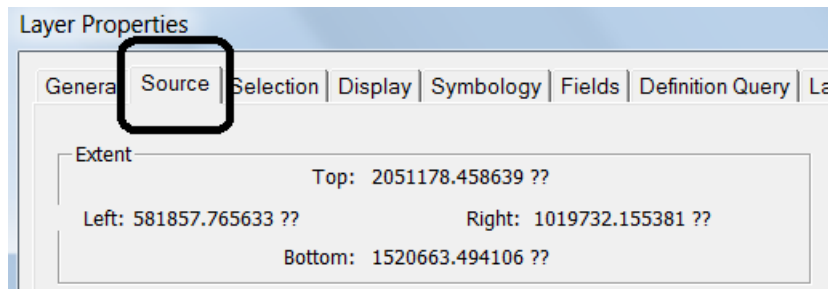 Layer Properties
General Source Selection Display Symbology Fields Definition Query
Extent
Top: 2051178.458639 ??
Left: 581857.765633 ?? Right: 1019732.155381 ??
Bottom: 1520663.494106 ??